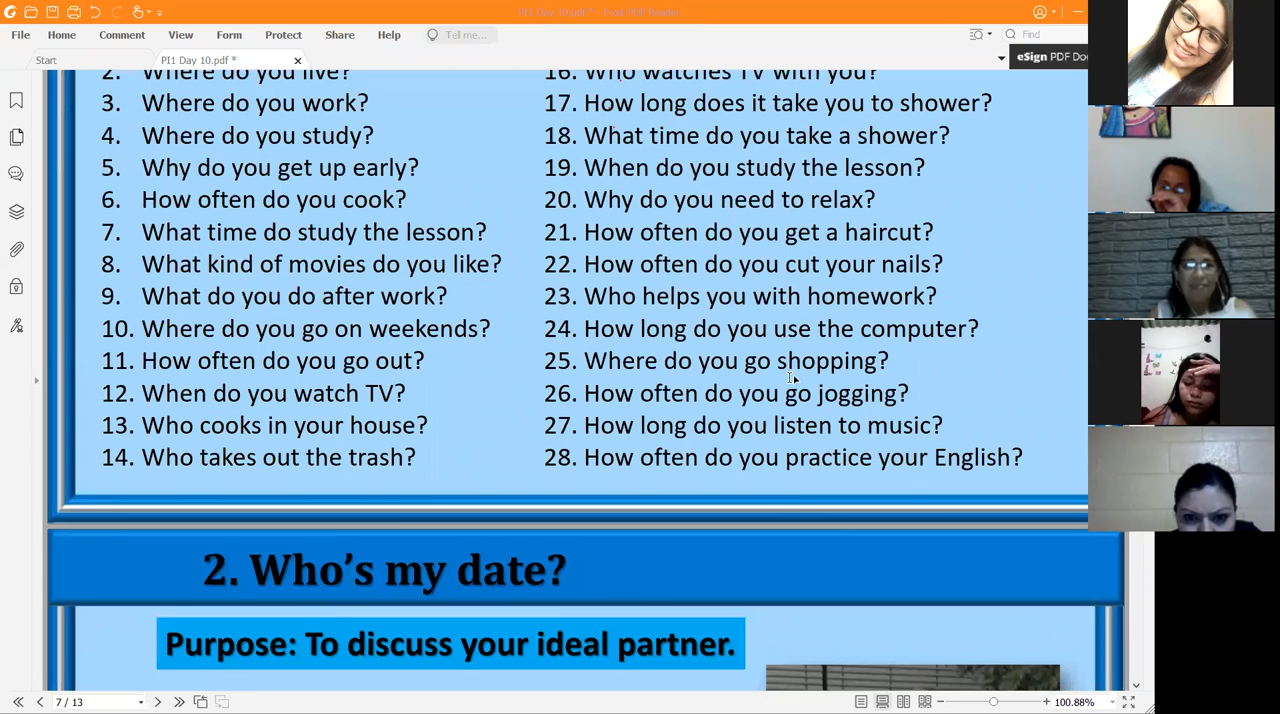 PI1 Day 10.pdf * - Foxit PDF Reader
File Home Comment View Form Protect Share Help Tell me... Find
Start PI1 Day 10.pdf * eSign PDF Do
2. Where do you live?
3. Where do you work?
4. Where do you study?
5. Why do you get up early?
6. How often do you cook?
7. What time do study the lesson?
8. What kind of movies do you like?
9. What do you do after work?
10. Where do you go on weekends?
11. How often do you go out?
12. When do you watch TV?
13. Who cooks in your house?
14. Who takes out the trash?
16. Who watches TV with you?
17. How long does it take you to shower?
18. What time do you take a shower?
19. When do you study the lesson?
20. Why do you need to relax?
21. How often do you get a haircut?
22. How often do you cut your nails?
23. Who helps you with homework?
24. How long do you use the computer?
25. Where do you go shopping?
26. How often do you go jogging?
27. How long do you listen to music?
28. How often do you practice your English?
2. Who's my date?
Purpose: To discuss your ideal partner.
7 / 13 100.88%